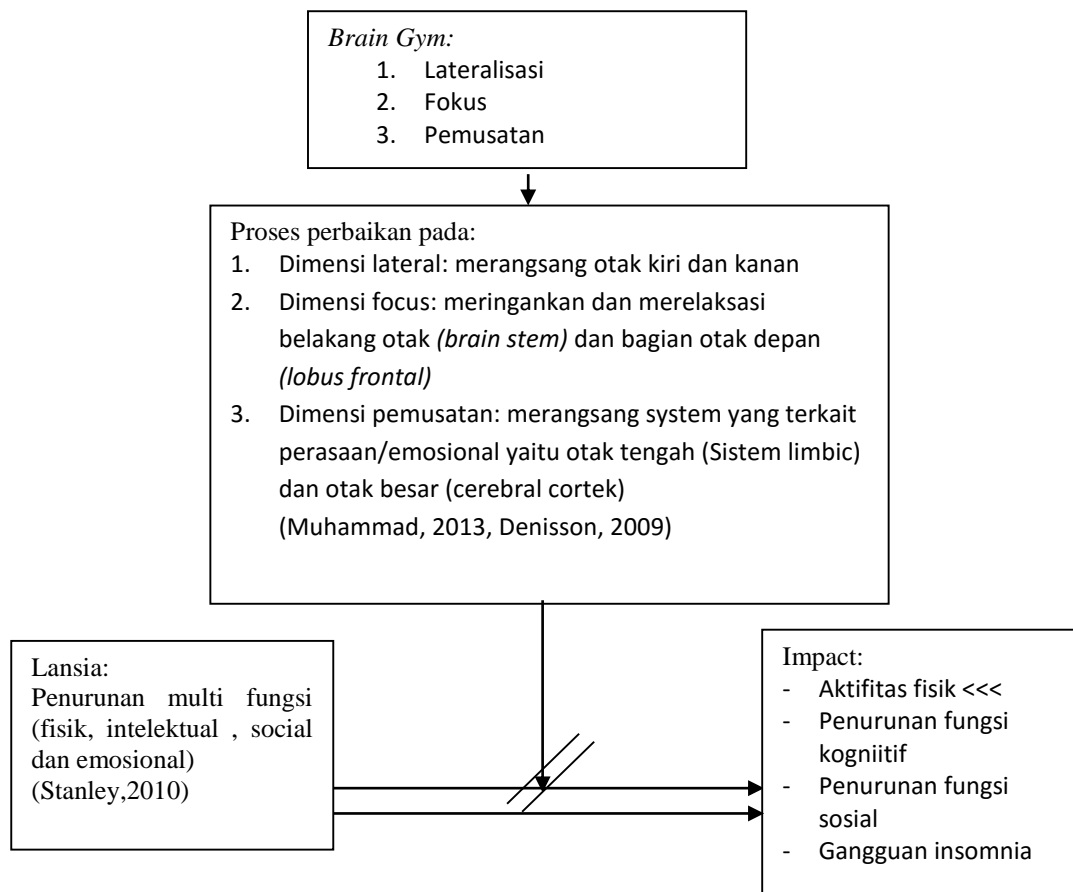 Brain Gym:
1. Lateralisasi
2. Fokus
3. Pemusatan
Proses perbaikan pada:
1. Dimensi lateral: merangsang otak kiri dan kanan
2. Dimensi focus: meringankan dan merelaksasi
belakang otak (brain stem) dan bagian otak depan
(lobus frontal)
3. Dimensi pemusatan: merangsang system yang terkait
perasaan/emosional yaitu otak tengah (Sistem limbic)
dan otak besar (cerebral cortek)
(Muhammad, 2013, Denisson, 2009)
Lansia:
Penurunan multi fungsi
(fisik, intelektual , social
dan emosional)
(Stanley,2010)
Impact:
- Aktifitas fisik <<<
- Penurunan fungsi
kogniitif
- Penurunan fungsi
sosial
- Gangguan insomnia